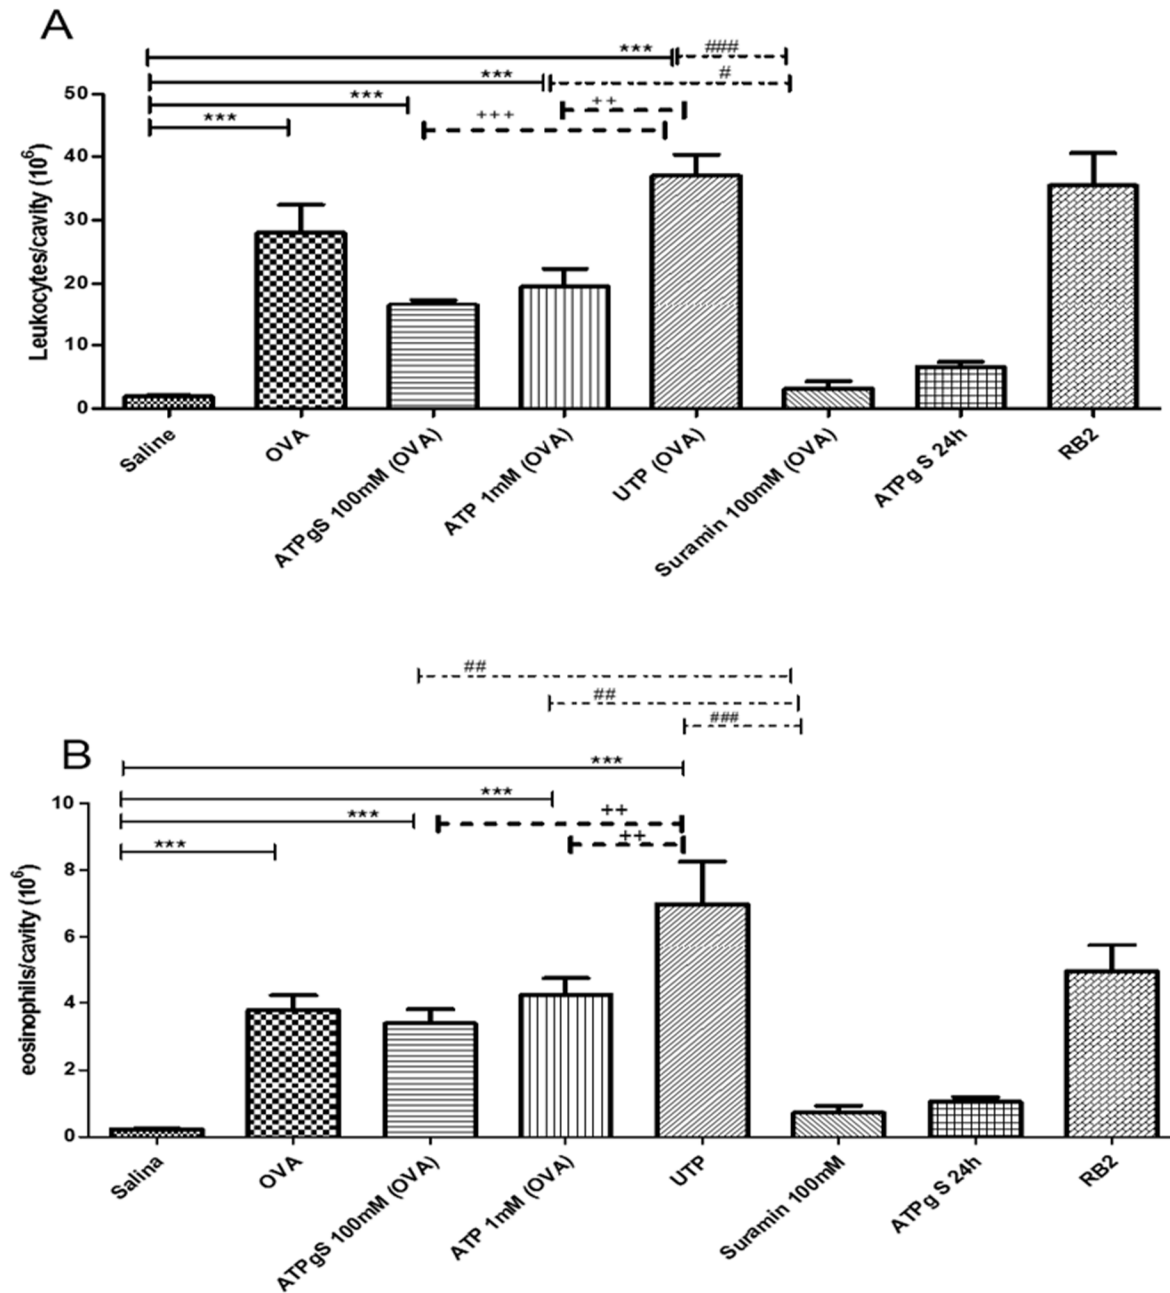 A
*** ###
*** #
*** ++
*** +++
50
40
30
20
10
0
Leukocytes/cavity (10⁶)
Saline
OVA
ATPgS 100mM (OVA)
ATP 1mM (OVA)
UTP (OVA)
Suramin 100mM (OVA)
ATPg S 24h
RB2
##
##
###
B
***
***
*** ++
*** ++
10
8
6
4
2
0
eosinophils/cavity (10⁶)
Salina
OVA
ATPgS 100mM (OVA)
ATP 1mM (OVA)
UTP
Suramin 100mM
ATPg S 24h
RB2